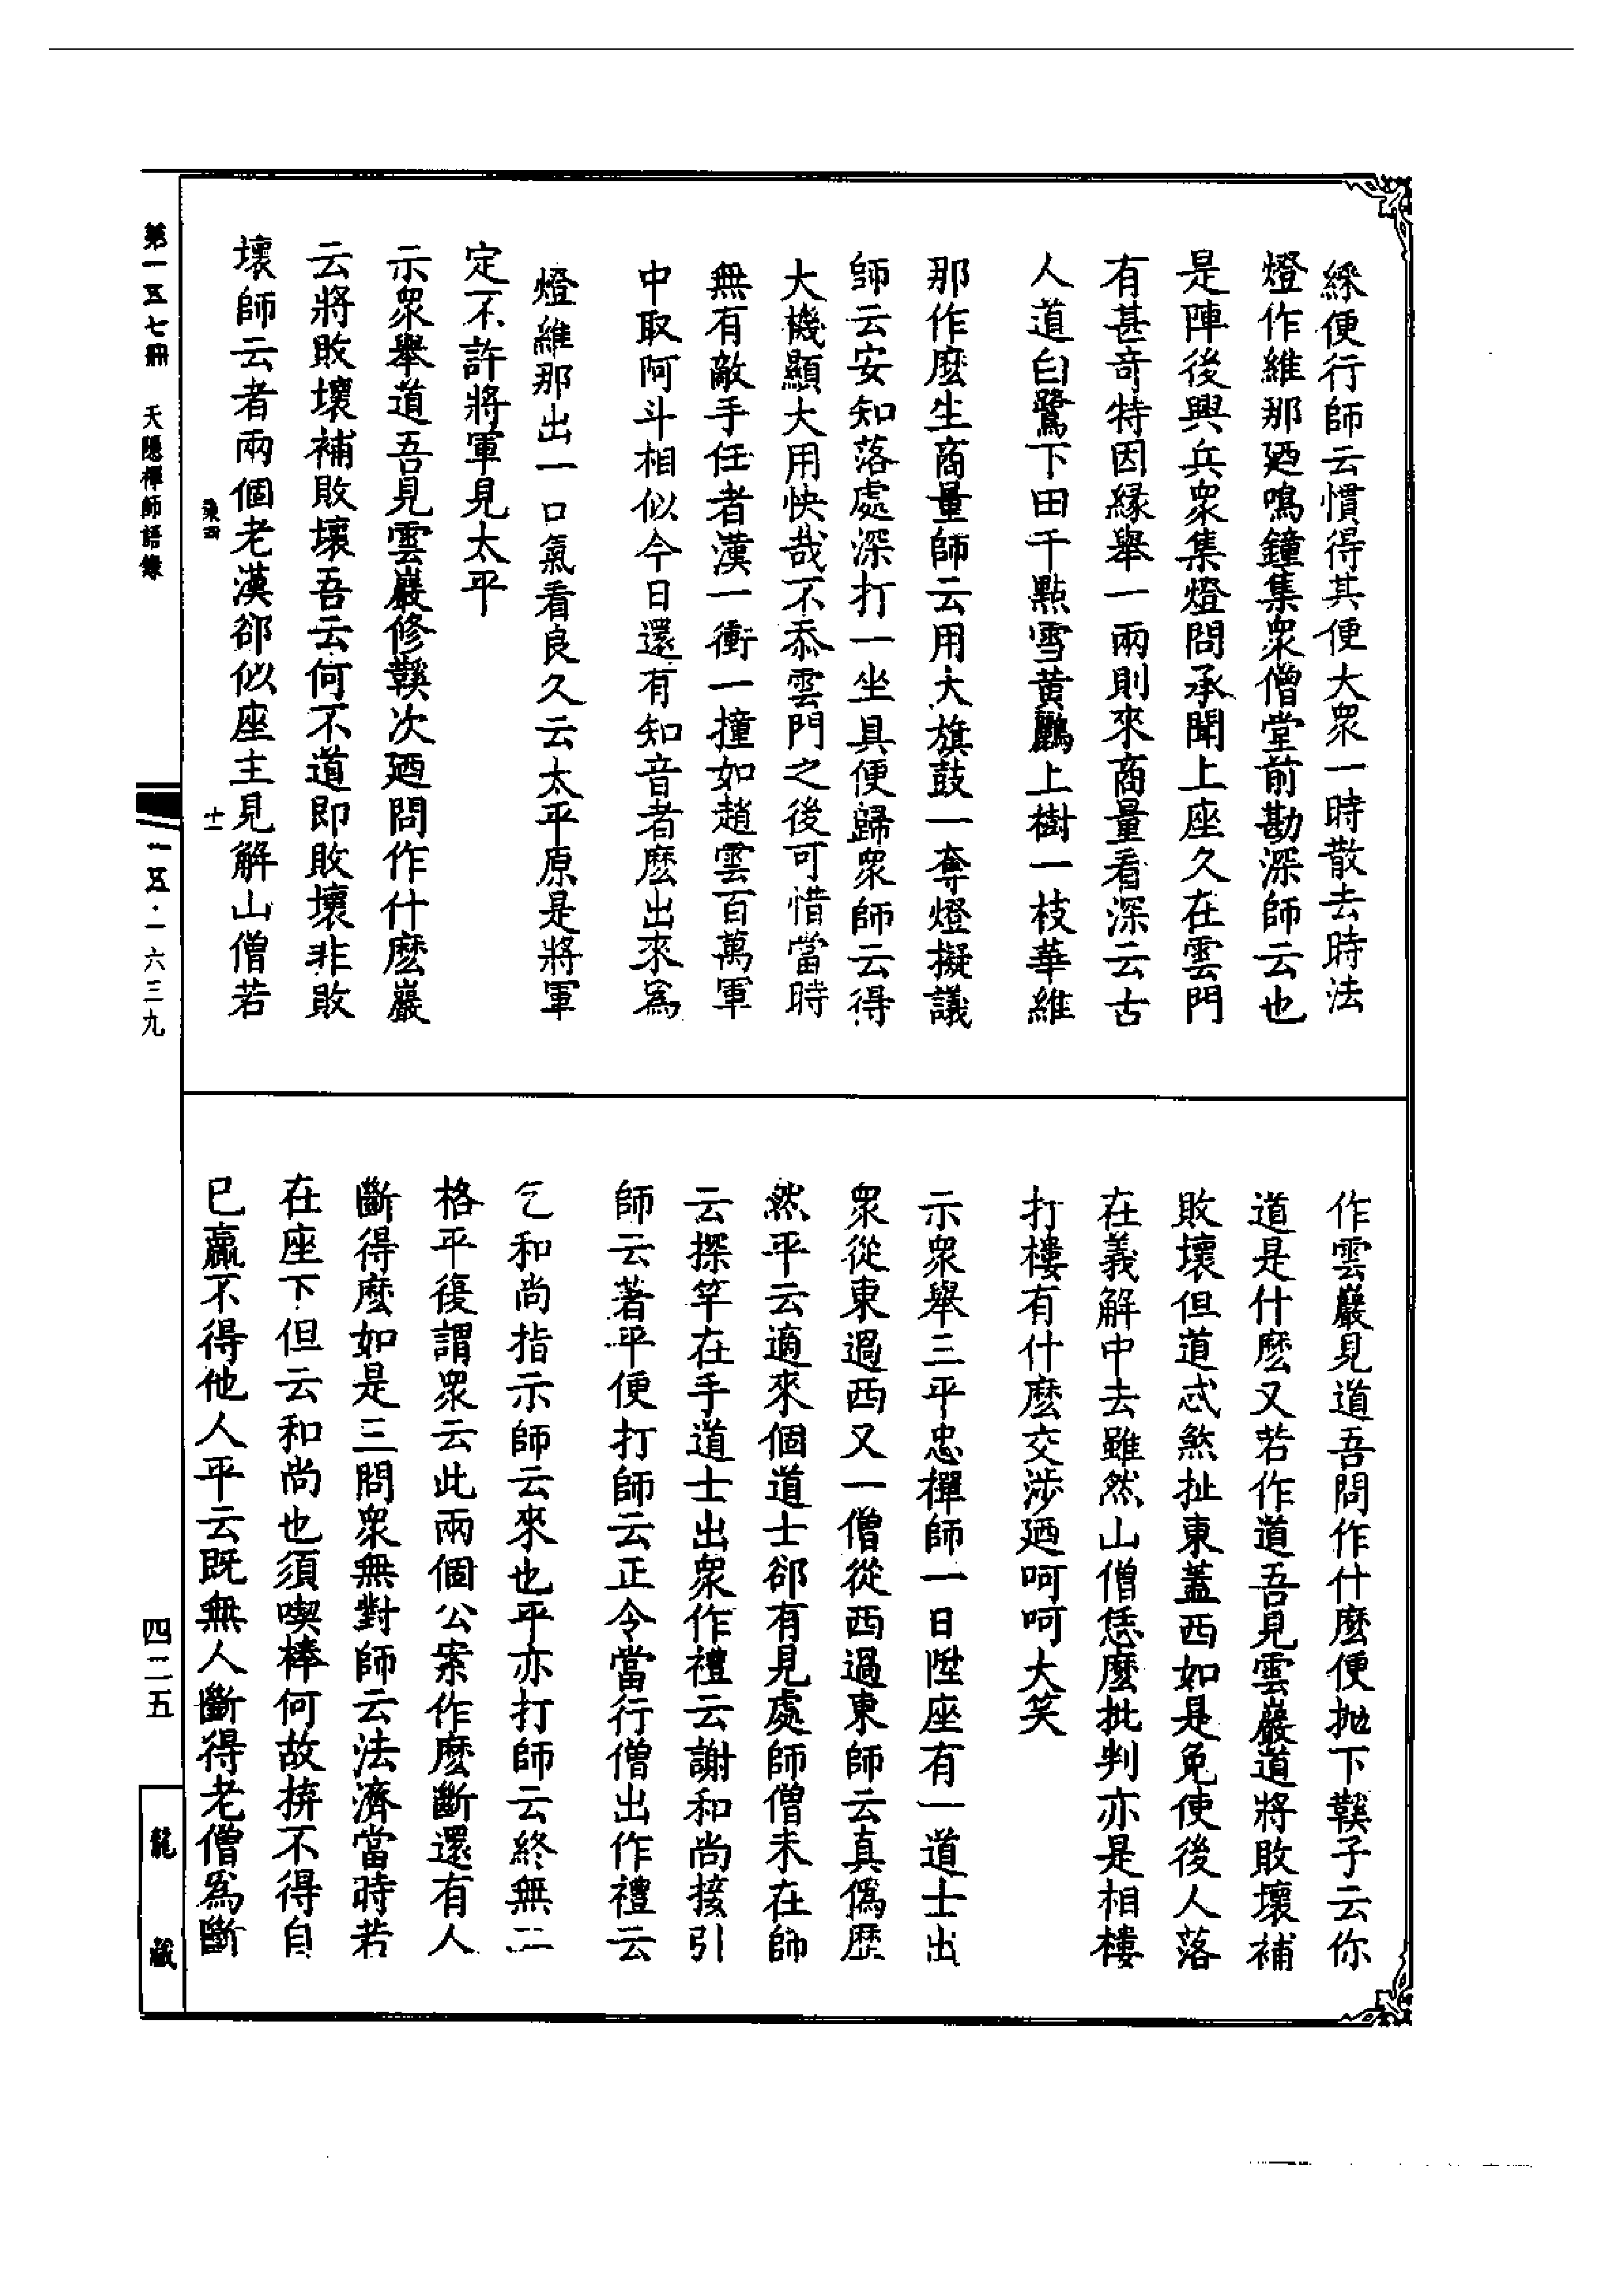 繇便行師云慣得其便大衆一時散去時法
燈作維那廼鳴鐘集衆僧堂前勘深師云也
是陣後興兵衆集燈問承聞上座久在雲門
有甚奇特因緣舉一兩則來商量看深云古
人道白鷺下田千點雪黃鸝上樹一枝華維
那作麽生商量師云用大旗鼓一奪燈擬議
師云安知落處深打一坐具便歸衆師云得
大機顯大用快哉不忝雲門之後可惜當時
無有敵手任者漢一衝一撞如趙雲百萬軍
中取阿斗相似今日還有知音者麽出來爲
燈維那出一口氣看良久云太平原是將軍
定不許將軍見太平
示衆舉道吾見雲巖修鞵次廼問作什麽巖
云將敗壞補敗壞吾云何不道即敗壞非敗
壞師云者兩個老漢卻似座主見解山僧若
作雲巖見道吾問作什麽便拋下鞵子云你
道是什麽又若作道吾見雲巖道將敗壞補
敗壞但道忒煞扯東蓋西如是免使後人落
在義解中去雖然山僧恁麽批判亦是相樓
打樓有什麽交涉廼呵呵大笑
示衆舉三平忠禪師一日陞座有一道士出
衆從東過西又一僧從西過東師云真僞歷
然平云適來個道士卻有見處師僧未在師
云探竿在手道士出衆作禮云謝和尚接引
師云著平便打師云正令當行僧出作禮云
乞和尚指示師云來也平亦打師云終無二
格平復謂衆云此兩個公案作麽斷還有人
斷得麽如是三問衆無對師云法濟當時若
在座下但云和尚也須喫棒何故擠不得自
已贏不得他人平云既無人斷得老僧爲斷
第一五七冊 天隱禪師語錄
十一
一五·一六三九
四二五
龍藏